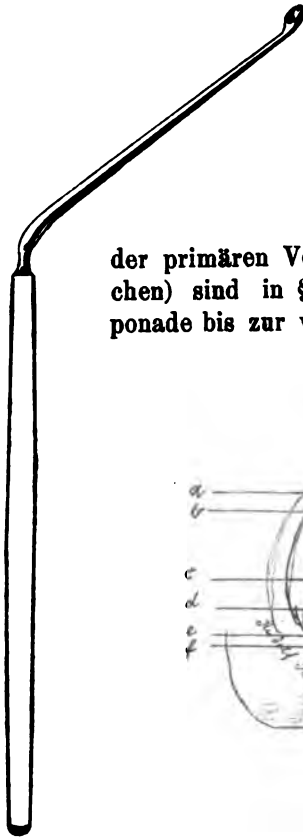 der primären V
chen) sind in §
ponade bis zur v
a
b
c
d
e
f